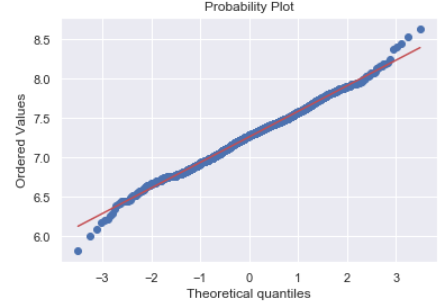 Probability Plot
8.5
8.0
7.5
7.0
6.5
6.0
Ordered Values
−3 −2 −1 0 1 2 3
Theoretical quantiles